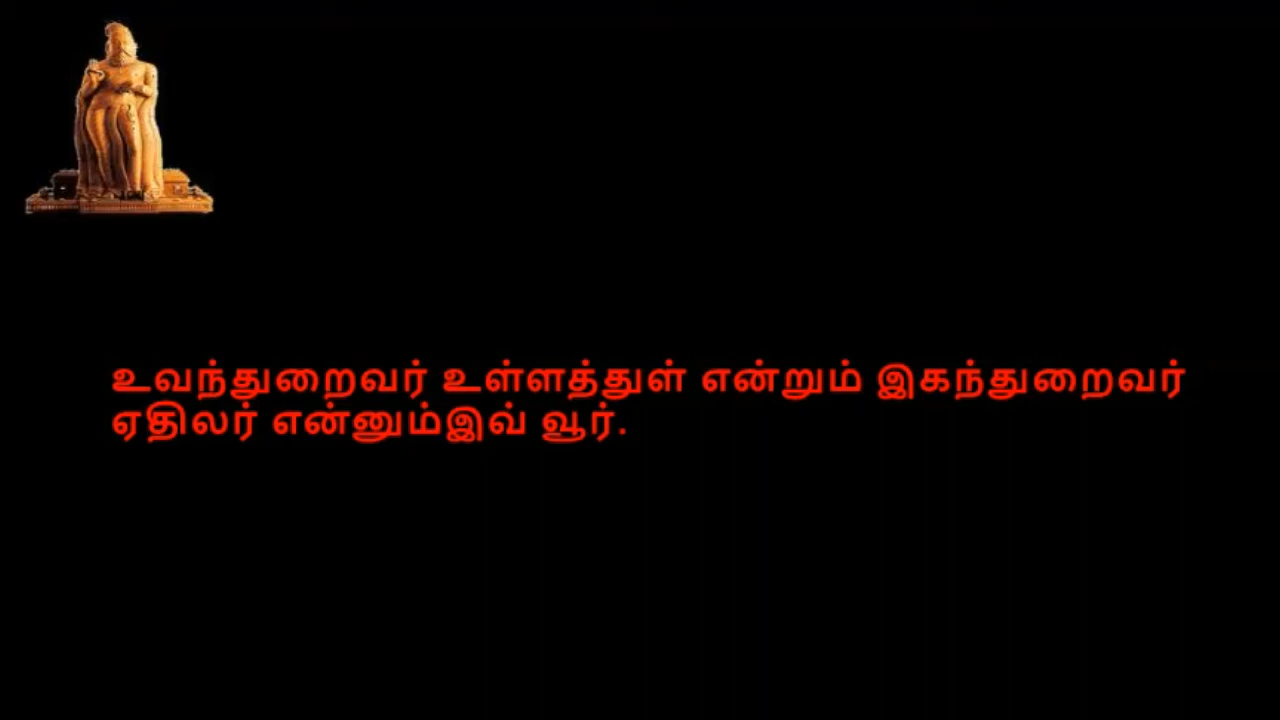 உவந்துறைவர் உள்ளத்துள் என்றும் இகந்துறைவர்
ஏதிலர் என்னும்இவ் வூர்.